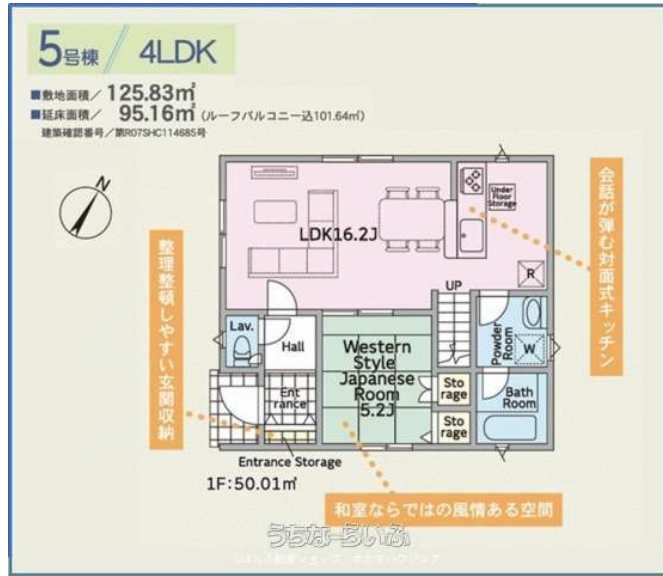 5号棟 / 4LDK
■敷地面積／ 125.83㎡
■延床面積／ 95.16㎡ (ルーフバルコニー込101.64㎡)
建築確認番号／第R07SHC114685号
N
会話が弾む対面式キッチン
整理整頓しやすい玄関収納
Under
Floor
Storage
LDK16.2J
R
UP
Lav.
Hall
Western
Style
Japanese
Room
5.2J
Powder
Room
W
Ent
rance
Sto
rage
Sto
rage
Bath
Room
Entrance Storage
1F:50.01㎡
和室ならではの風情ある空間
うちなーらいふ